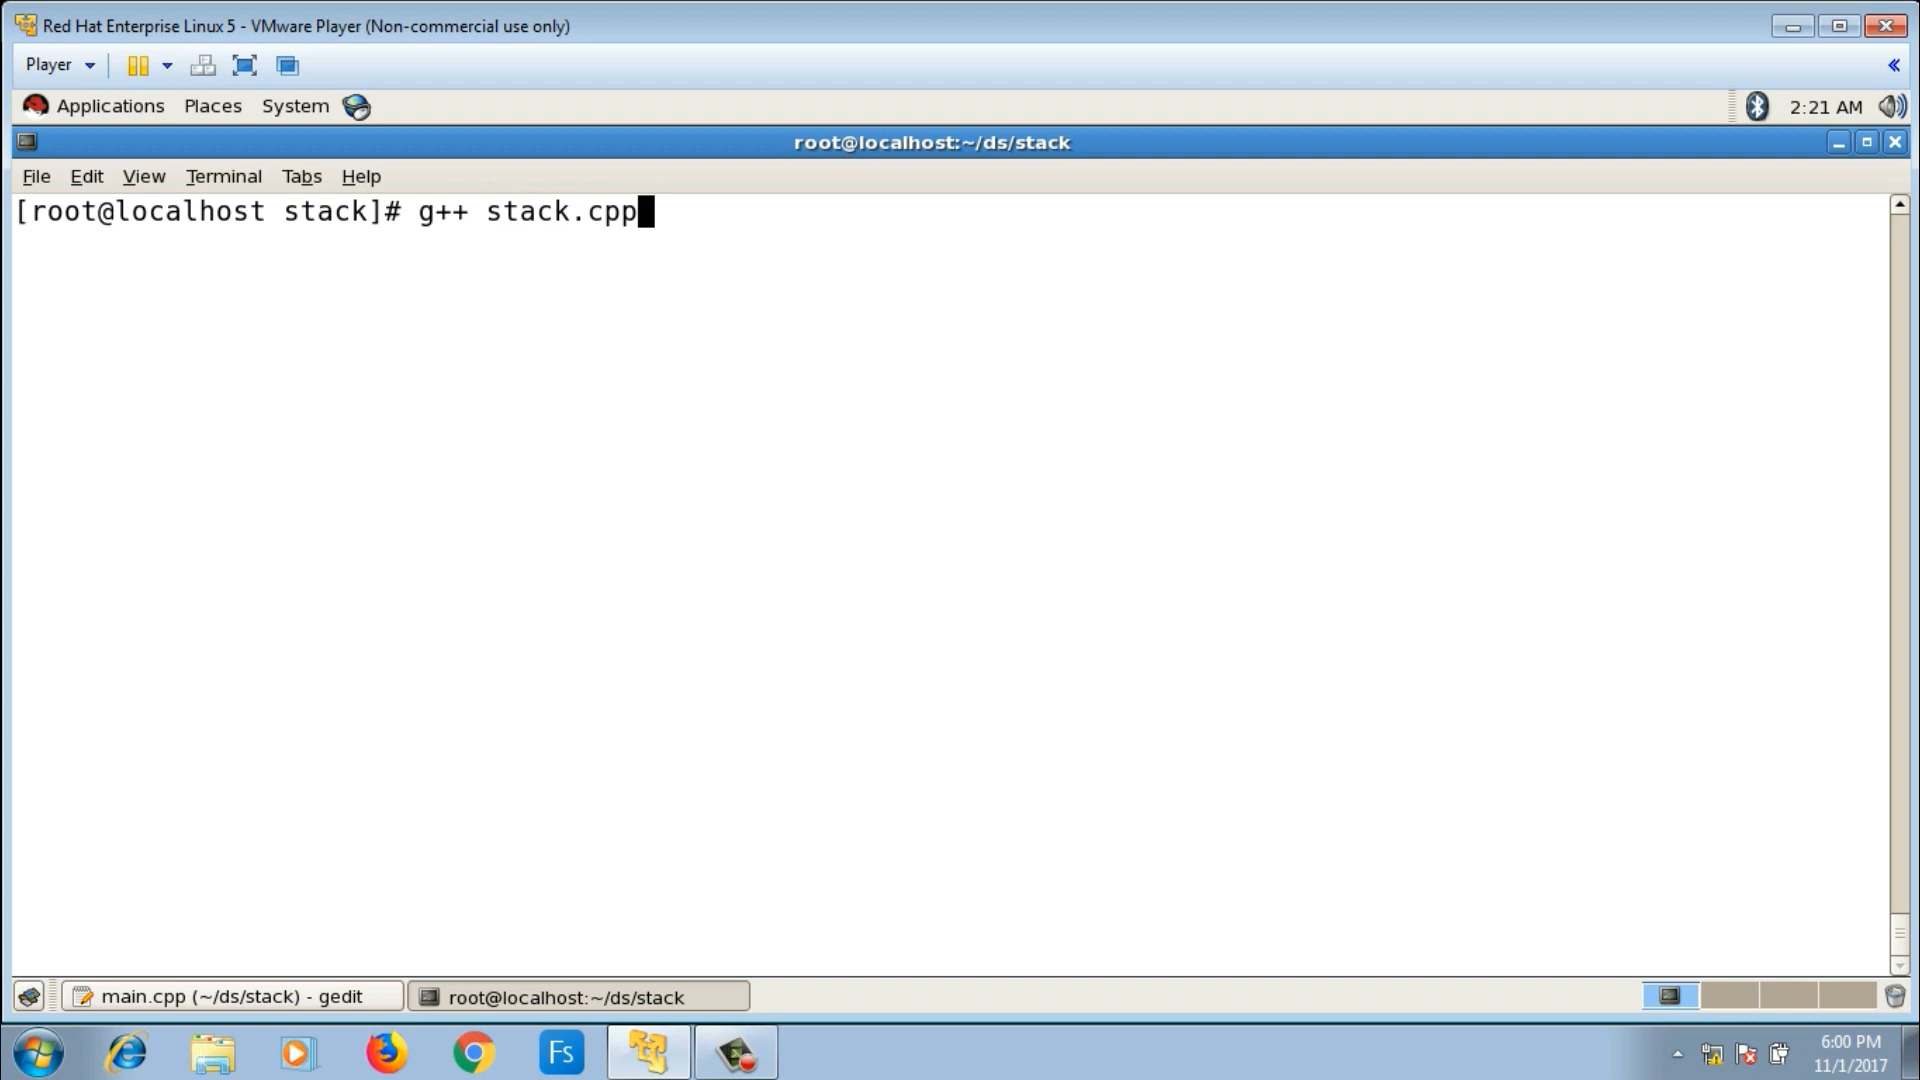 Red Hat Enterprise Linux 5 - VMware Player (Non-commercial use only)
Player
Applications Places System 2:21 AM
root@localhost:~/ds/stack
File Edit View Terminal Tabs Help
[root@localhost stack]# g++ stack.cpp
main.cpp (~/ds/stack) - gedit root@localhost:~/ds/stack
Fs
6:00 PM
11/1/2017